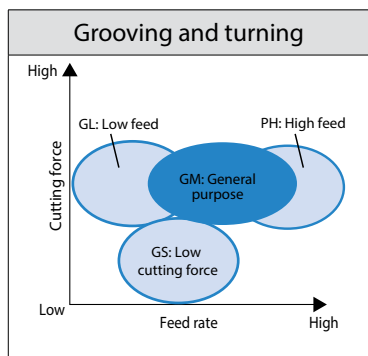 Grooving and turning
High
GL: Low feed
PH: High feed
GM: General
purpose
Cutting force
GS: Low
cutting force
Low
Feed rate
High